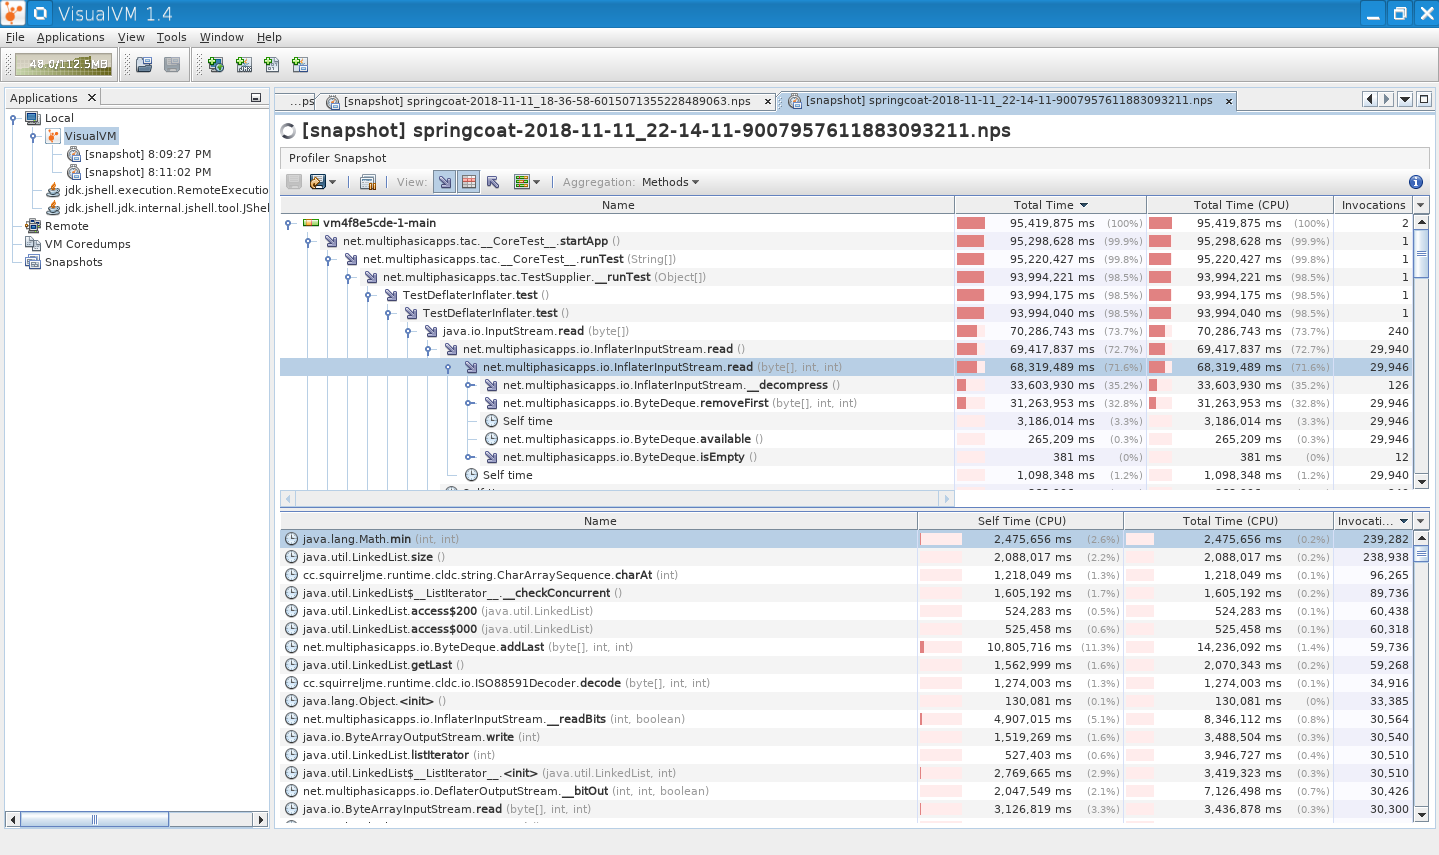 VisualVM 1.4
File Applications View Tools Window Help
48.0/112.5MB
Applications
Local
VisualVM
[snapshot] 8:09:27 PM
[snapshot] 8:11:02 PM
jdk.jshell.execution.RemoteExecutio
jdk.jshell.jdk.internal.jshell.tool.JShel
Remote
VM Coredumps
Snapshots
...ps [snapshot] springcoat-2018-11-11_18-36-58-6015071355228489063.nps [snapshot] springcoat-2018-11-11_22-14-11-9007957611883093211.nps
[snapshot] springcoat-2018-11-11_22-14-11-9007957611883093211.nps
Profiler Snapshot
View: Aggregation: Methods
Name Total Time Total Time (CPU) Invocations
vm4f8e5cde-1-main 95,419,875 ms (100%) 95,419,875 ms (100%) 2
net.multiphasicapps.tac.__CoreTest__.startApp () 95,298,628 ms (99.9%) 95,298,628 ms (99.9%) 1
net.multiphasicapps.tac.__CoreTest__.runTest (String[]) 95,220,427 ms (99.8%) 95,220,427 ms (99.8%) 1
net.multiphasicapps.tac.TestSupplier.__runTest (Object[]) 93,994,221 ms (98.5%) 93,994,221 ms (98.5%) 1
TestDeflaterInflater.test () 93,994,175 ms (98.5%) 93,994,175 ms (98.5%) 1
TestDeflaterInflater.test () 93,994,040 ms (98.5%) 93,994,040 ms (98.5%) 1
java.io.InputStream.read (byte[]) 70,286,743 ms (73.7%) 70,286,743 ms (73.7%) 240
net.multiphasicapps.io.InflaterInputStream.read () 69,417,837 ms (72.7%) 69,417,837 ms (72.7%) 29,940
net.multiphasicapps.io.InflaterInputStream.read (byte[], int, int) 68,319,489 ms (71.6%) 68,319,489 ms (71.6%) 29,946
net.multiphasicapps.io.InflaterInputStream.__decompress () 33,603,930 ms (35.2%) 33,603,930 ms (35.2%) 126
net.multiphasicapps.io.ByteDeque.removeFirst (byte[], int, int) 31,263,953 ms (32.8%) 31,263,953 ms (32.8%) 29,946
Self time 3,186,014 ms (3.3%) 3,186,014 ms (3.3%) 29,946
net.multiphasicapps.io.ByteDeque.available () 265,209 ms (0.3%) 265,209 ms (0.3%) 29,946
net.multiphasicapps.io.ByteDeque.isEmpty () 381 ms (0%) 381 ms (0%) 12
Self time 1,098,348 ms (1.2%) 1,098,348 ms (1.2%) 29,940
Name Self Time (CPU) Total Time (CPU) Invocati...
java.lang.Math.min (int, int) 2,475,656 ms (2.6%) 2,475,656 ms (0.2%) 239,282
java.util.LinkedList.size () 2,088,017 ms (2.2%) 2,088,017 ms (0.2%) 238,938
cc.squirreljme.runtime.cldc.string.CharArraySequence.charAt (int) 1,218,049 ms (1.3%) 1,218,049 ms (0.1%) 96,265
java.util.LinkedList$__ListIterator__.__checkConcurrent () 1,605,192 ms (1.7%) 1,605,192 ms (0.2%) 89,736
java.util.LinkedList.access$200 (java.util.LinkedList) 524,283 ms (0.5%) 524,283 ms (0.1%) 60,438
java.util.LinkedList.access$000 (java.util.LinkedList) 525,458 ms (0.6%) 525,458 ms (0.1%) 60,318
net.multiphasicapps.io.ByteDeque.addLast (byte[], int, int) 10,805,716 ms (11.3%) 14,236,092 ms (1.4%) 59,736
java.util.LinkedList.getLast () 1,562,999 ms (1.6%) 2,070,343 ms (0.2%) 59,268
cc.squirreljme.runtime.cldc.io.ISO88591Decoder.decode (byte[], int, int) 1,274,003 ms (1.3%) 1,274,003 ms (0.1%) 34,916
java.lang.Object.<init> () 130,081 ms (0.1%) 130,081 ms (0%) 33,385
net.multiphasicapps.io.InflaterInputStream.__readBits (int, boolean) 4,907,015 ms (5.1%) 8,346,112 ms (0.8%) 30,564
java.io.ByteArrayOutputStream.write (int) 1,519,269 ms (1.6%) 3,488,504 ms (0.3%) 30,540
java.util.LinkedList.listIterator (int) 527,403 ms (0.6%) 3,946,727 ms (0.4%) 30,510
java.util.LinkedList$__ListIterator__.<init> (java.util.LinkedList, int) 2,769,665 ms (2.9%) 3,419,323 ms (0.3%) 30,510
net.multiphasicapps.io.DeflaterOutputStream.__bitOut (int, int, boolean) 2,047,549 ms (2.1%) 7,126,498 ms (0.7%) 30,426
java.io.ByteArrayInputStream.read (byte[], int, int) 3,126,819 ms (3.3%) 3,436,878 ms (0.3%) 30,300